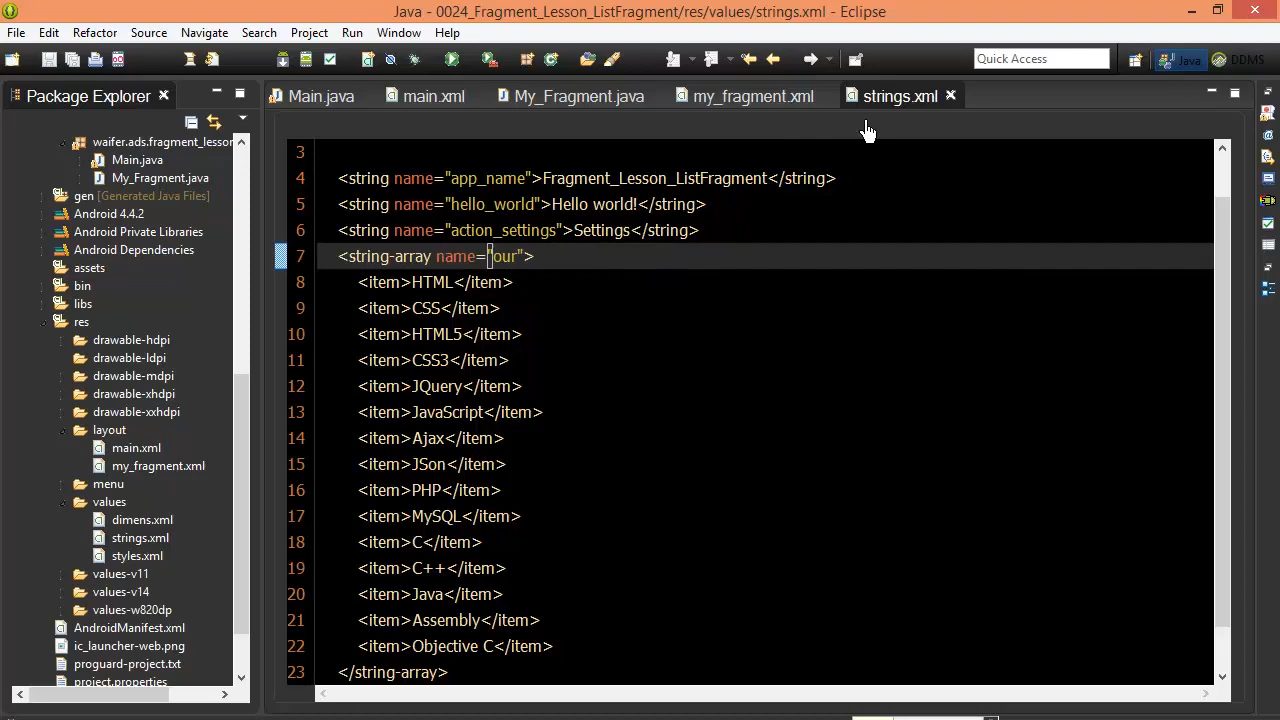 Java - 0024_Fragment_Lesson_ListFragment/res/values/strings.xml - Eclipse
File Edit Refactor Source Navigate Search Project Run Window Help
Quick Access
Java
DDMS
Package Explorer
waifer.ads.fragment_lesson
Main.java
My_Fragment.java
gen [Generated Java Files]
Android 4.4.2
Android Private Libraries
Android Dependencies
assets
bin
libs
res
drawable-hdpi
drawable-ldpi
drawable-mdpi
drawable-xhdpi
drawable-xxhdpi
layout
main.xml
my_fragment.xml
menu
values
dimens.xml
strings.xml
styles.xml
values-v11
values-v14
values-w820dp
AndroidManifest.xml
ic_launcher-web.png
proguard-project.txt
project.properties
Main.java main.xml My_Fragment.java my_fragment.xml strings.xml
3
4 <string name="app_name">Fragment_Lesson_ListFragment</string>
5 <string name="hello_world">Hello world!</string>
6 <string name="action_settings">Settings</string>
7 <string-array name="our">
8 <item>HTML</item>
9 <item>CSS</item>
10 <item>HTML5</item>
11 <item>CSS3</item>
12 <item>JQuery</item>
13 <item>JavaScript</item>
14 <item>Ajax</item>
15 <item>JSon</item>
16 <item>PHP</item>
17 <item>MySQL</item>
18 <item>C</item>
19 <item>C++</item>
20 <item>Java</item>
21 <item>Assembly</item>
22 <item>Objective C</item>
23 </string-array>